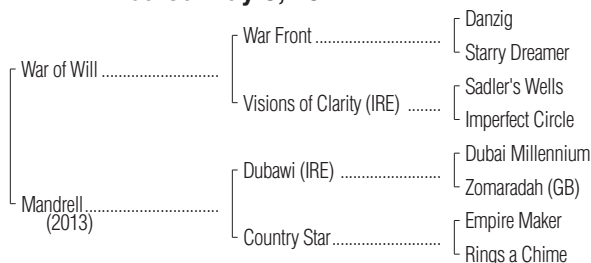 War of Will
War Front
Danzig
Starry Dreamer
Visions of Clarity (IRE)
Sadler's Wells
Imperfect Circle
Mandrell
(2013)
Dubawi (IRE)
Dubai Millennium
Zomaradah (GB)
Country Star
Empire Maker
Rings a Chime